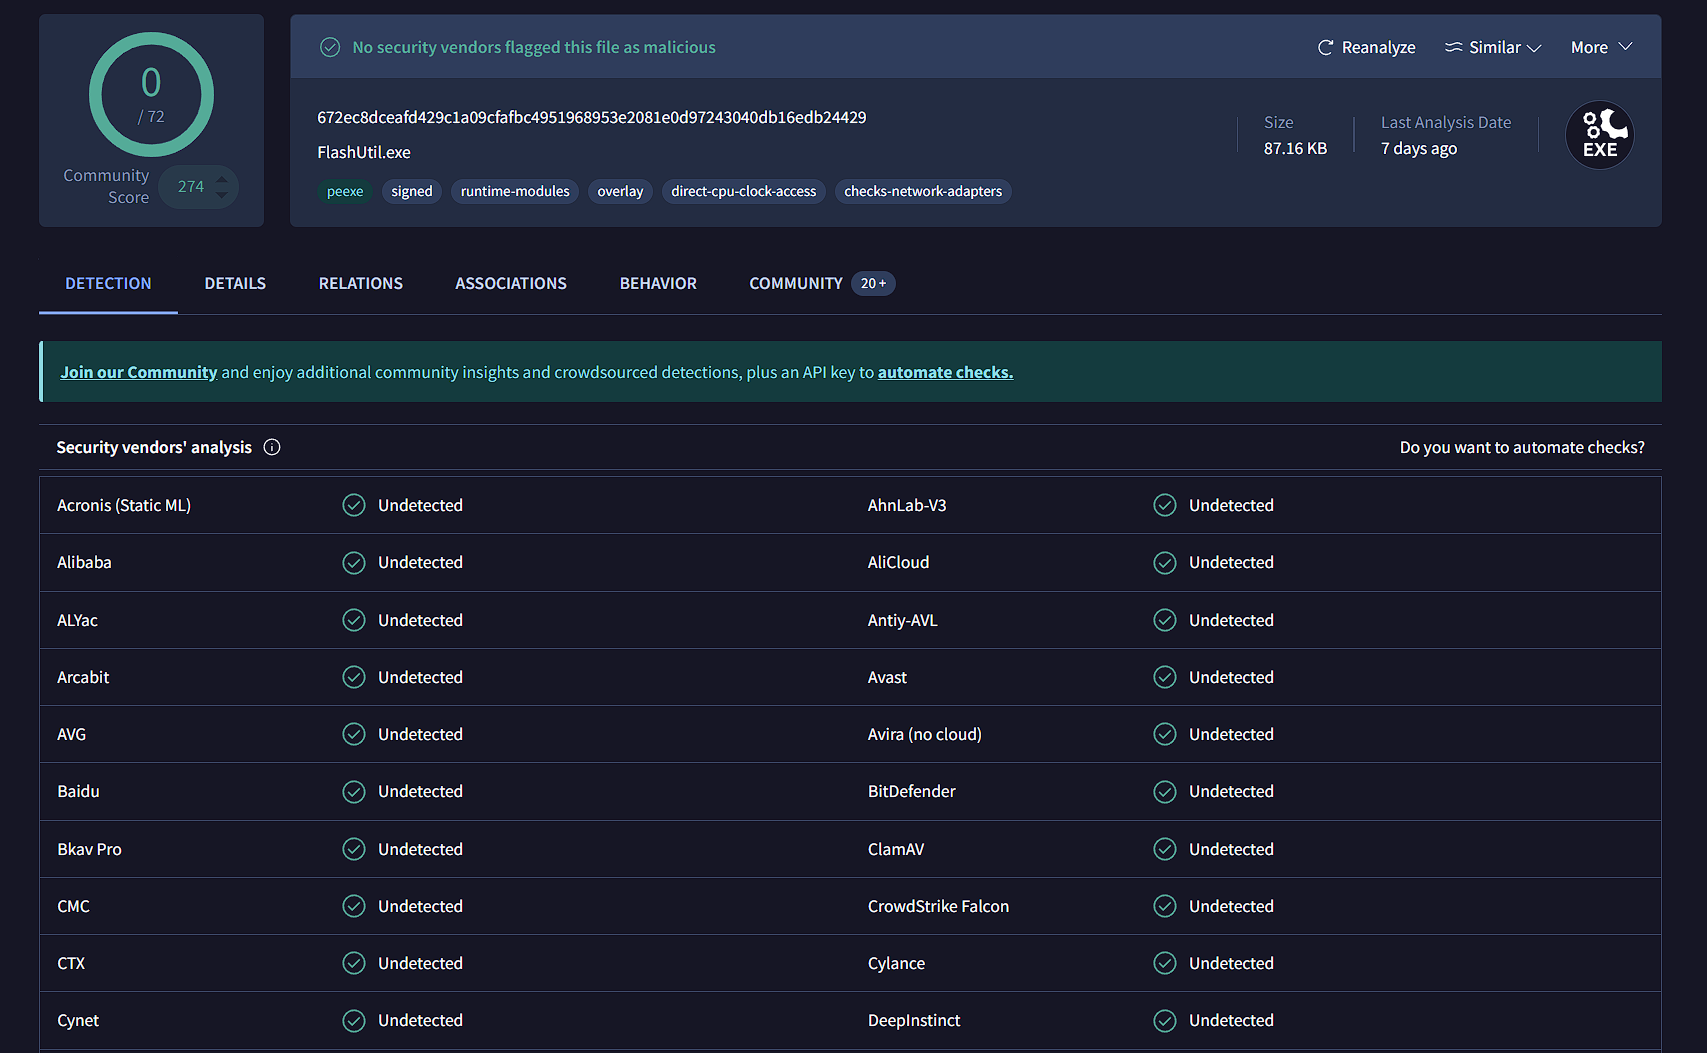 0
/ 72
Community
Score
274
No security vendors flagged this file as malicious
Reanalyze
Similar
More
672ec8dceafd429c1a09cfafbc4951968953e2081e0d97243040db16edb24429
FlashUtil.exe
peexe signed runtime-modules overlay direct-cpu-clock-access checks-network-adapters
Size
87.16 KB
Last Analysis Date
7 days ago
EXE
DETECTION DETAILS RELATIONS ASSOCIATIONS BEHAVIOR COMMUNITY 20+
Join our Community and enjoy additional community insights and crowdsourced detections, plus an API key to automate checks.
Security vendors' analysis Do you want to automate checks?
Acronis (Static ML) Undetected AhnLab-V3 Undetected
Alibaba Undetected AliCloud Undetected
ALYac Undetected Antiy-AVL Undetected
Arcabit Undetected Avast Undetected
AVG Undetected Avira (no cloud) Undetected
Baidu Undetected BitDefender Undetected
Bkav Pro Undetected ClamAV Undetected
CMC Undetected CrowdStrike Falcon Undetected
CTX Undetected Cylance Undetected
Cynet Undetected DeepInstinct Undetected